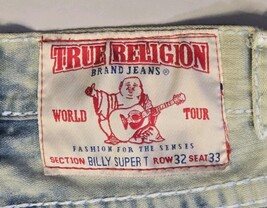 TRUE RELIGION
BRAND JEANS
WORLD TOUR
FASHION FOR THE SENSES
SECTION BILLY SUPER T ROW 32 SEAT 33